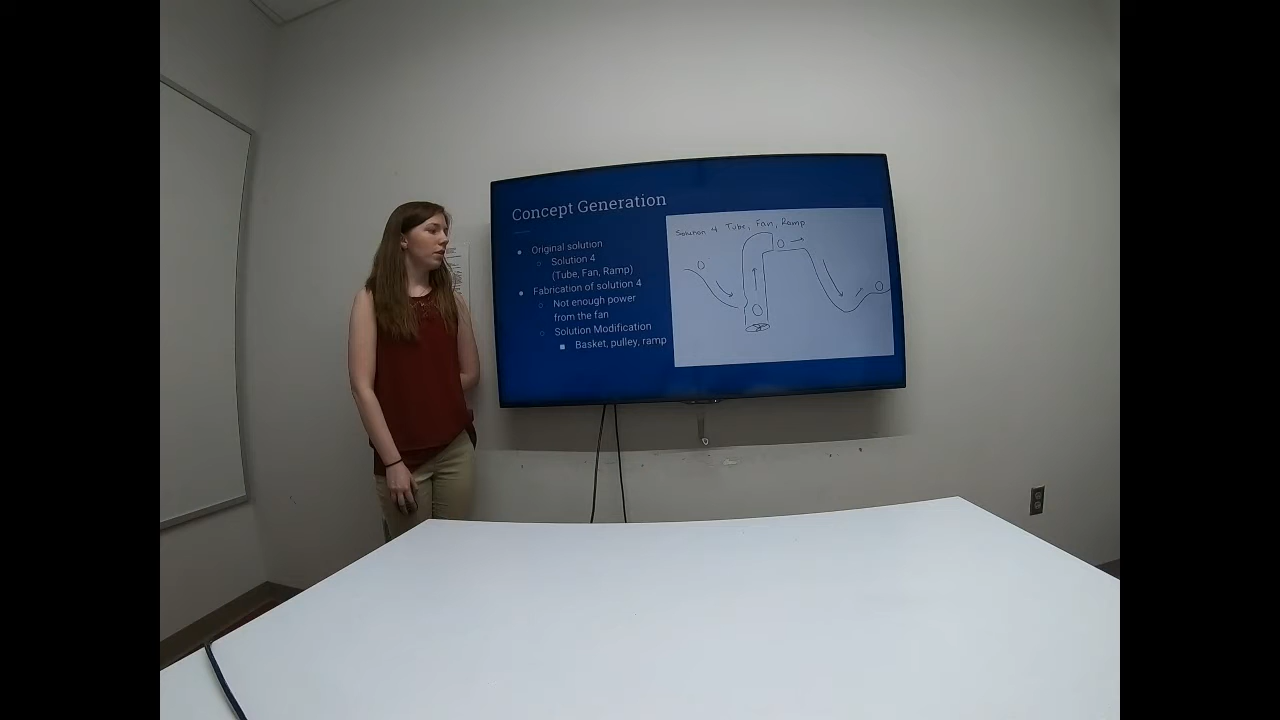 Concept Generation
Original solution
Solution 4
(Tube, Fan, Ramp)
Fabrication of solution 4
Not enough power
from the fan
Solution Modification
Basket, pulley, ramp
Solution 4 Tube, Fan, Ramp